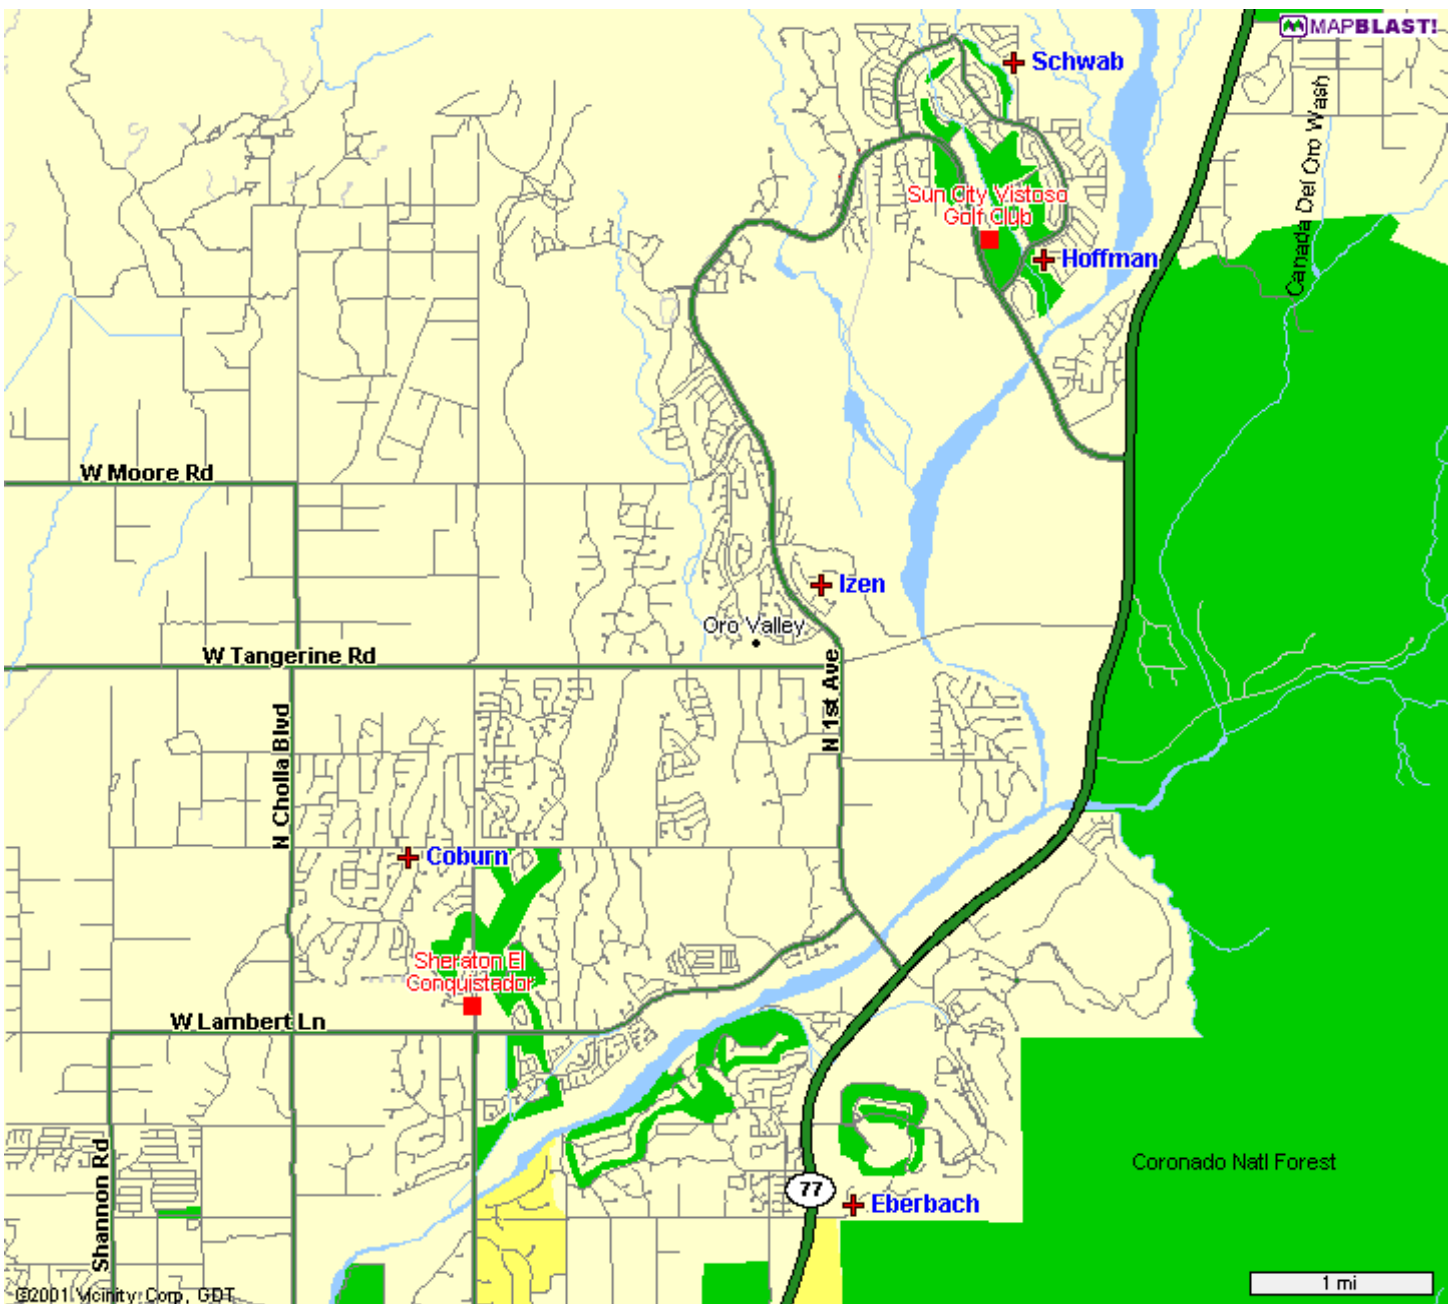 MAPBLAST!
Schwab
Canada Del Oro Wash
Sun City Vistoso
Golf Club
Hoffman
W Moore Rd
Izen
Oro Valley
W Tangerine Rd
N 1st Ave
N Cholla Blvd
Coburn
Sheraton El
Conquistador
W Lambert Ln
Shannon Rd
Coronado Natl Forest
77
Eberbach
1 mi
©2001 Vicinity Corp, GDT